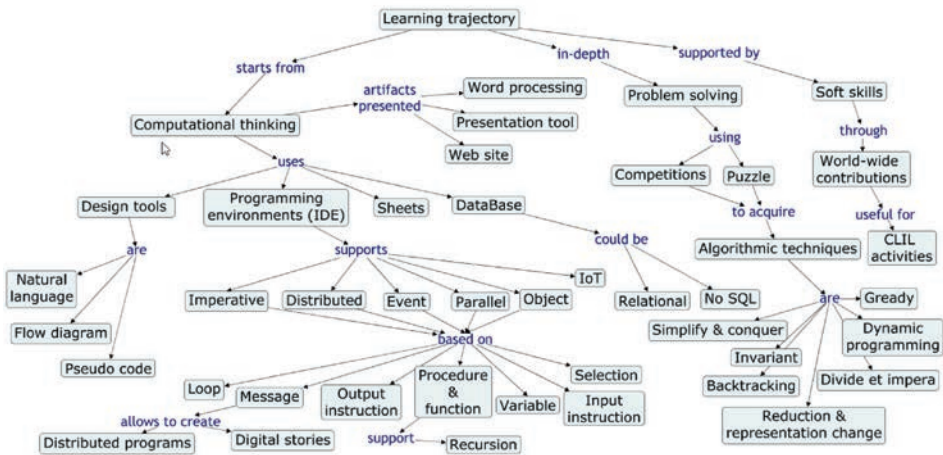 Learning trajectory
in-depth
supported by
starts from
artifacts
presented
Word processing
Problem solving
Soft skills
Computational thinking
Presentation tool
using
through
Web site
uses
Competitions
Puzzle
World-wide
contributions
Design tools
Programming
environments (IDE)
Sheets
DataBase
to acquire
useful for
are
supports
could be
Algorithmic techniques
CLIL
activities
Natural
language
Imperative
Distributed
Event
Parallel
Object
IoT
Relational
No SQL
are
Gready
Flow diagram
Simplify & conquer
Dynamic
programming
based on
Invariant
Pseudo code
Loop
Message
Output
instruction
Procedure
&
function
Variable
Selection
Input
instruction
Backtracking
Divide et impera
allows to create
Reduction &
representation change
Distributed programs
Digital stories
support
Recursion